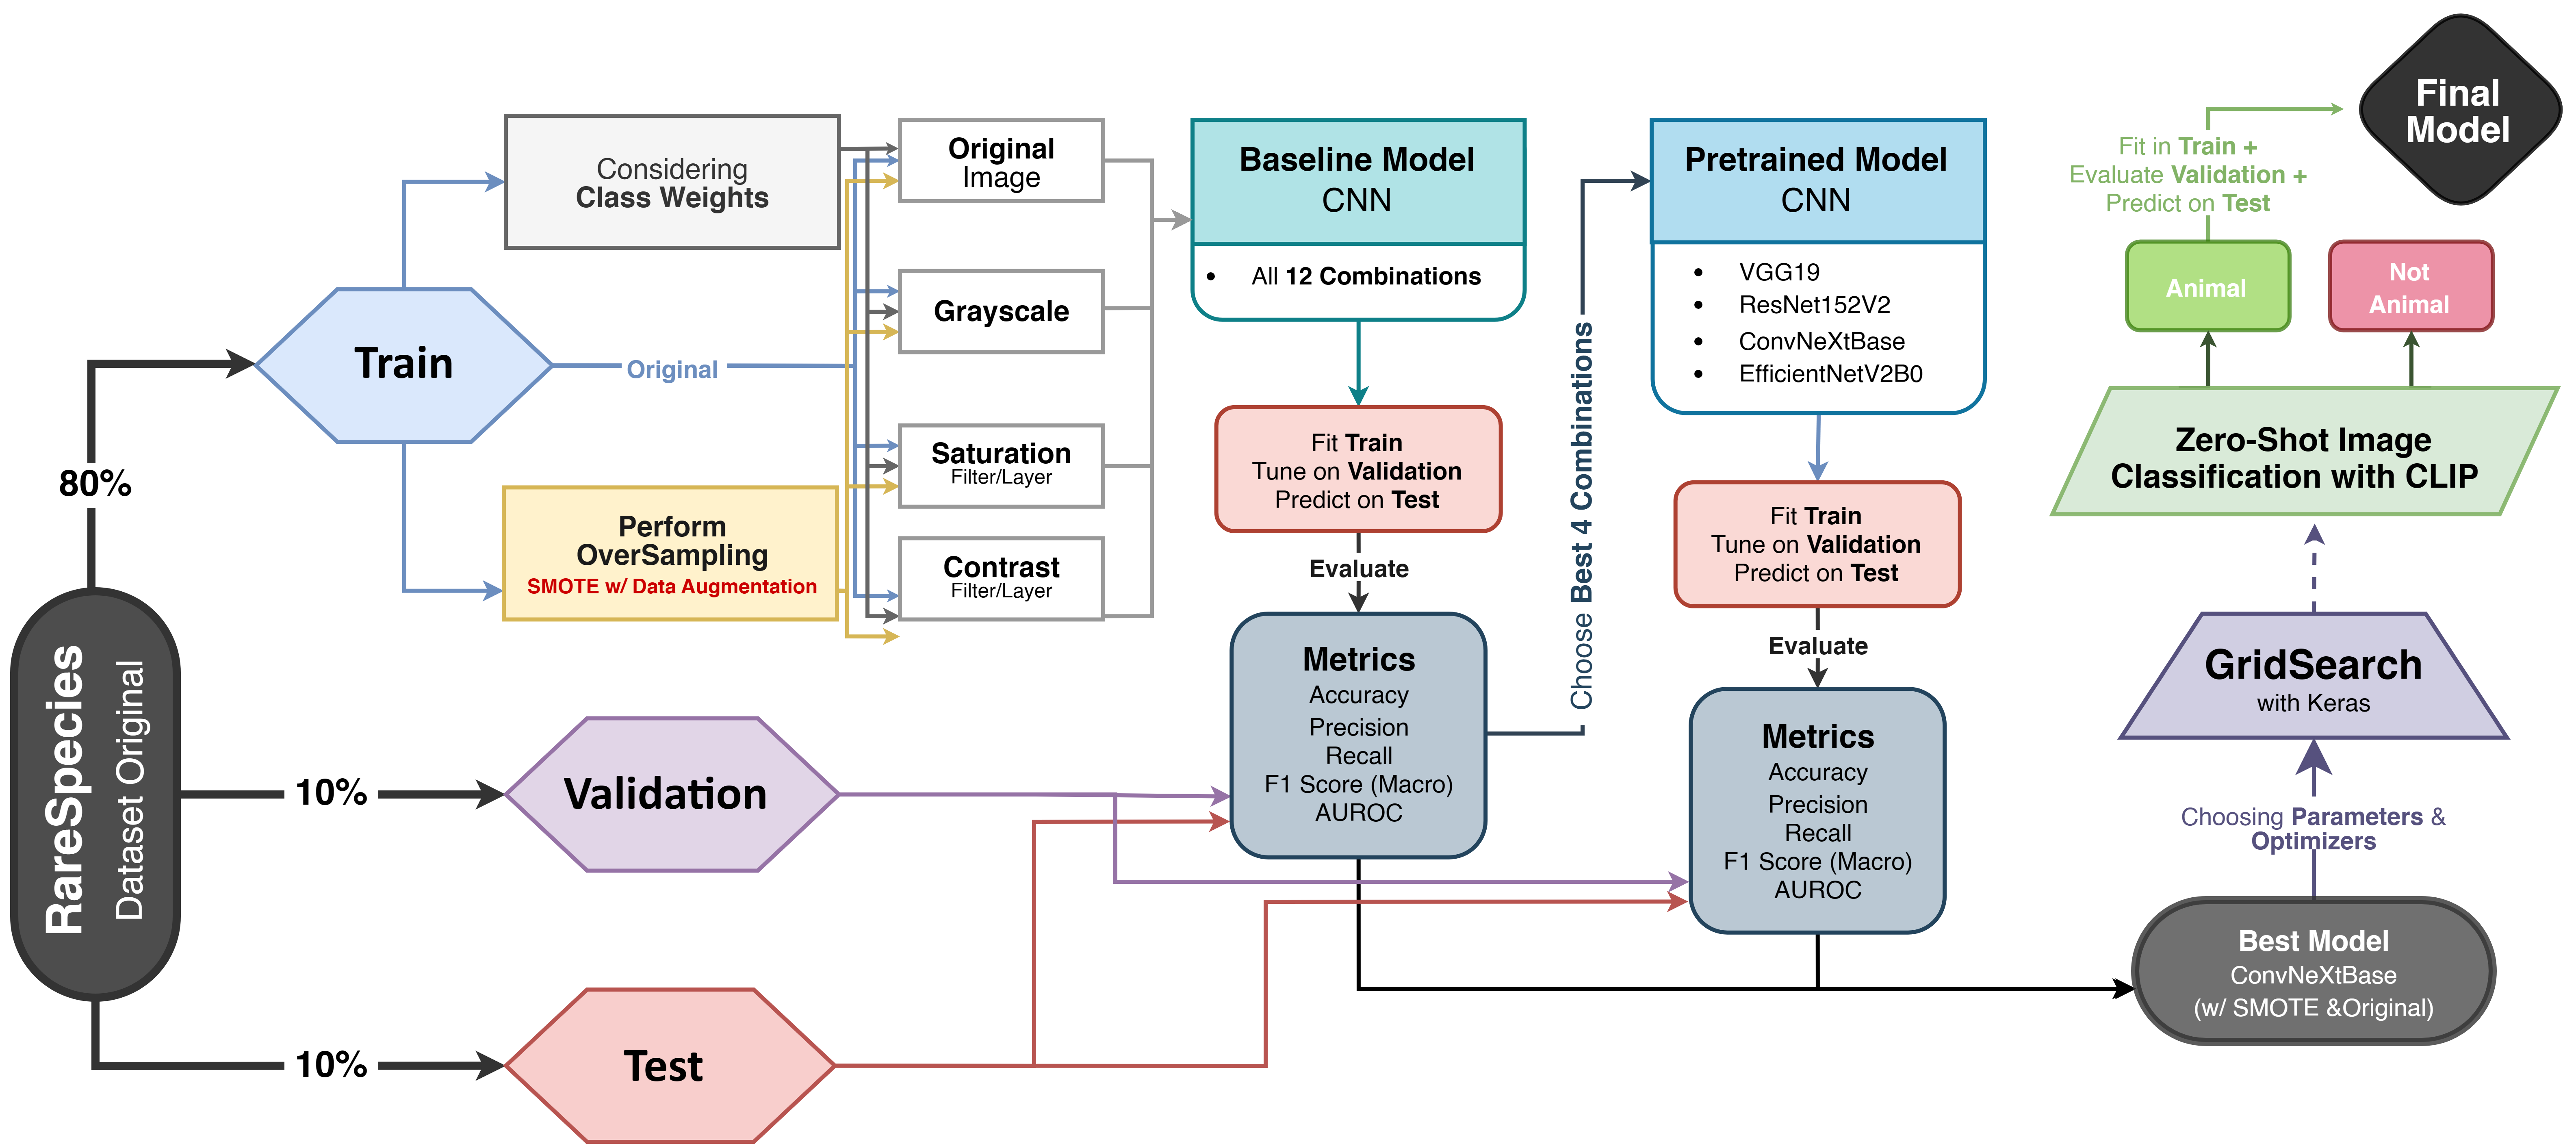 RareSpecies
Dataset Original
80%
10%
10%
Train
Validation
Test
Original
Considering
Class Weights
Perform
OverSampling
SMOTE w/ Data Augmentation
Original
Image
Grayscale
Saturation
Filter/Layer
Contrast
Filter/Layer
Baseline Model
CNN
• All 12 Combinations
Fit Train
Tune on Validation
Predict on Test
Evaluate
Metrics
Accuracy
Precision
Recall
F1 Score (Macro)
AUROC
Choose Best 4 Combinations
Pretrained Model
CNN
• VGG19
• ResNet152V2
• ConvNeXtBase
• EfficientNetV2B0
Fit Train
Tune on Validation
Predict on Test
Evaluate
Metrics
Accuracy
Precision
Recall
F1 Score (Macro)
AUROC
Best Model
ConvNeXtBase
(w/ SMOTE &Original)
Choosing Parameters &
Optimizers
GridSearch
with Keras
Zero-Shot Image
Classification with CLIP
Animal
Not
Animal
Fit in Train +
Evaluate Validation +
Predict on Test
Final
Model